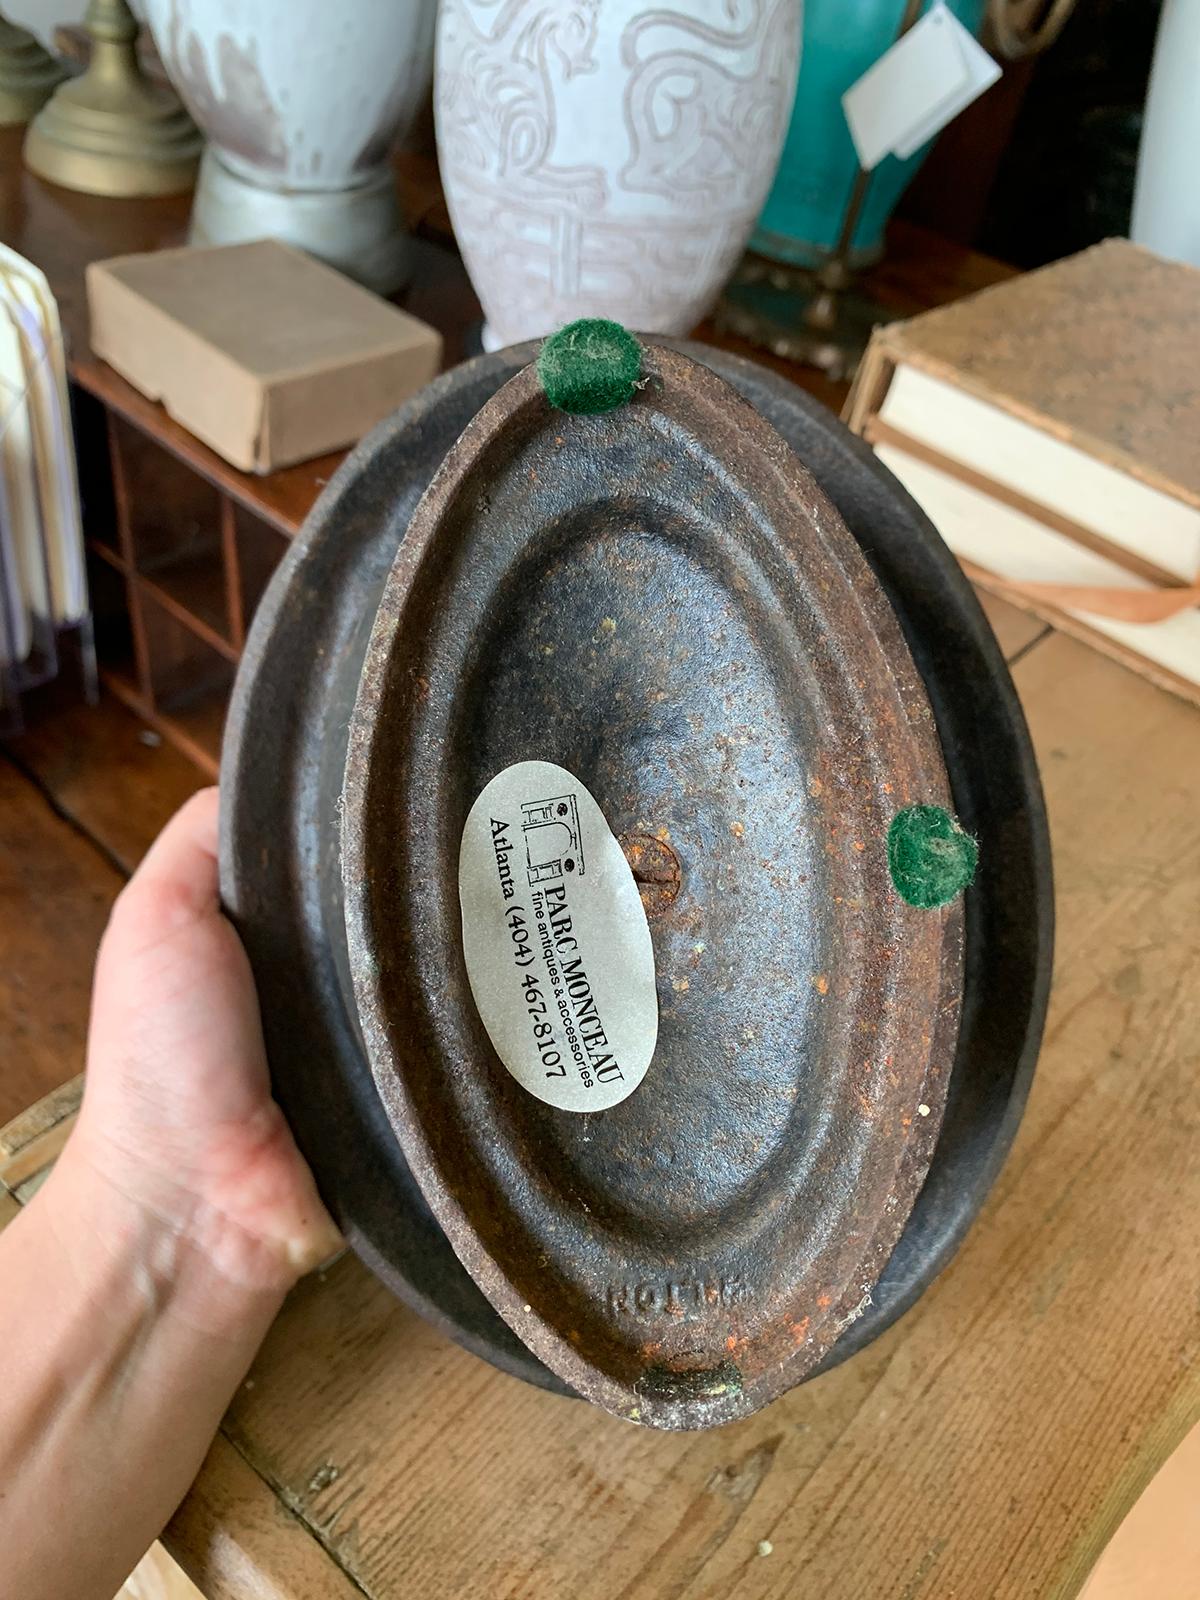 PARC MONCEAU
fine antiques & accessories
Atlanta (404) 467-8107